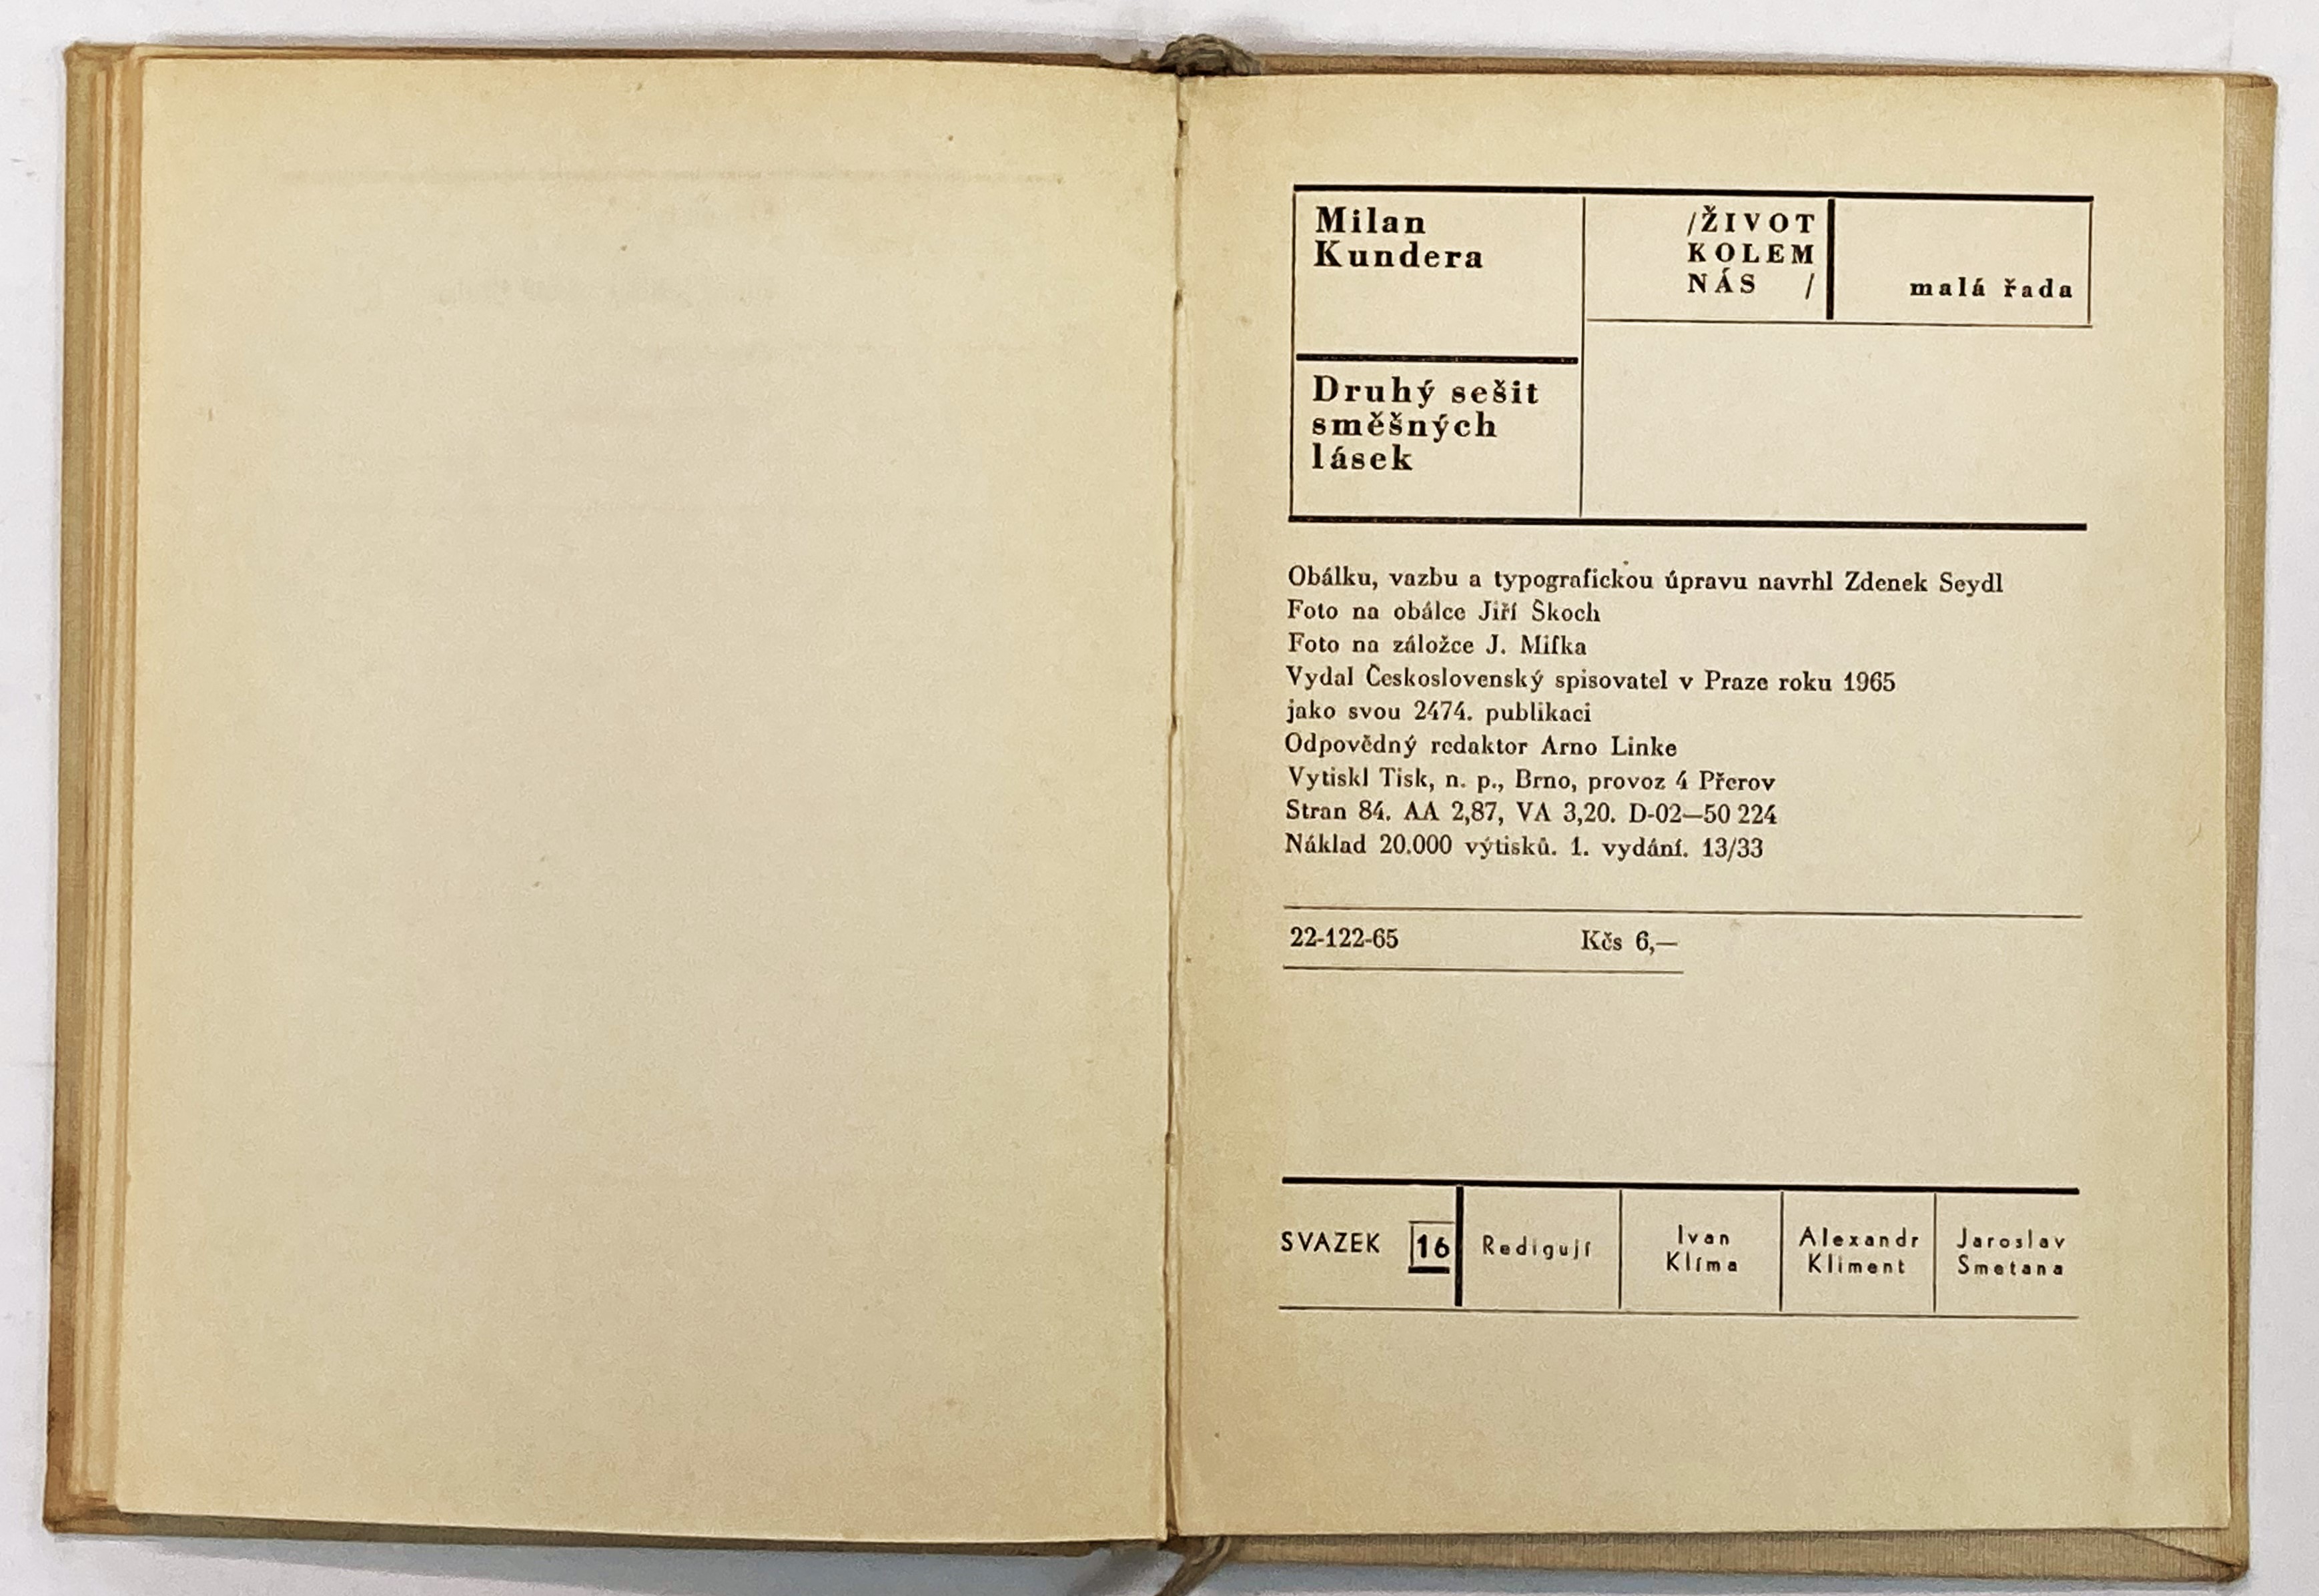 Milan
Kundera
/ŽIVOT
KOLEM
NÁS /
malá řada
Druhý sešit
směšných
lásek
Obálku, vazbu a typografickou úpravu navrhl Zdenek Seydl
Foto na obálce Jiří Škoch
Foto na záložce J. Miřka
Vydal Československý spisovatel v Praze roku 1965
jako svou 2474. publikaci
Odpovědný redaktor Arno Linke
Vytiskl Tisk, n. p., Brno, provoz 4 Přerov
Stran 84. AA 2,87, VA 3,20. D-02—50 224
Náklad 20.000 výtisků. 1. vydání. 13/33
22-122-65 Kčs 6,—
SVAZEK 16
Redigují
Ivan
Klíma
Alexandr
Kliment
Jaroslav
Smetana